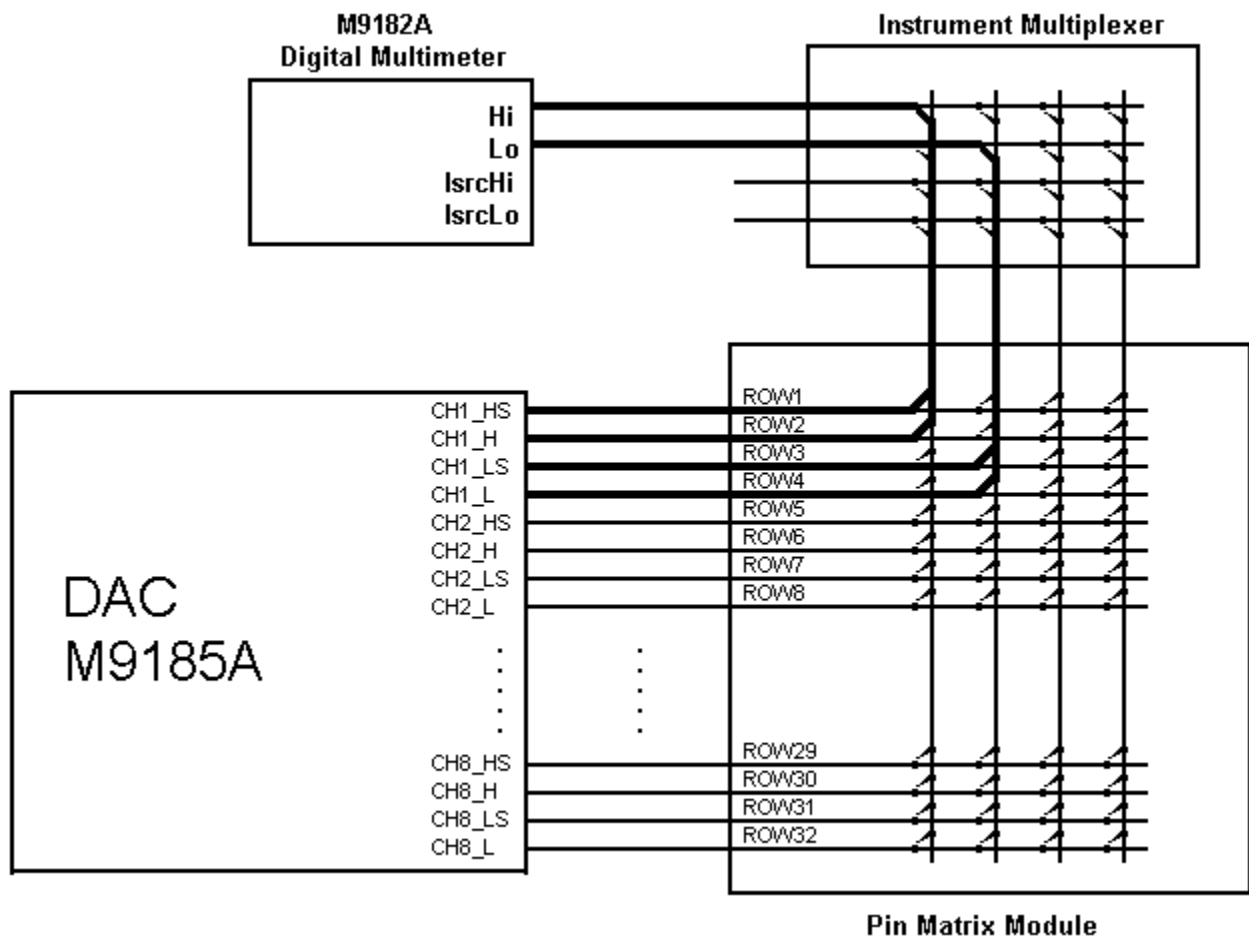 M9182A
Digital Multimeter
Instrument Multiplexer
Hi
Lo
IsrcHi
IsrcLo
CH1_HS
CH1_H
CH1_LS
CH1_L
CH2_HS
CH2_H
CH2_LS
CH2_L
ROW1
ROW2
ROW3
ROW4
ROW5
ROW6
ROW7
ROW8
DAC
M9185A
CH8_HS
CH8_H
CH8_LS
CH8_L
ROW29
ROW30
ROW31
ROW32
Pin Matrix Module